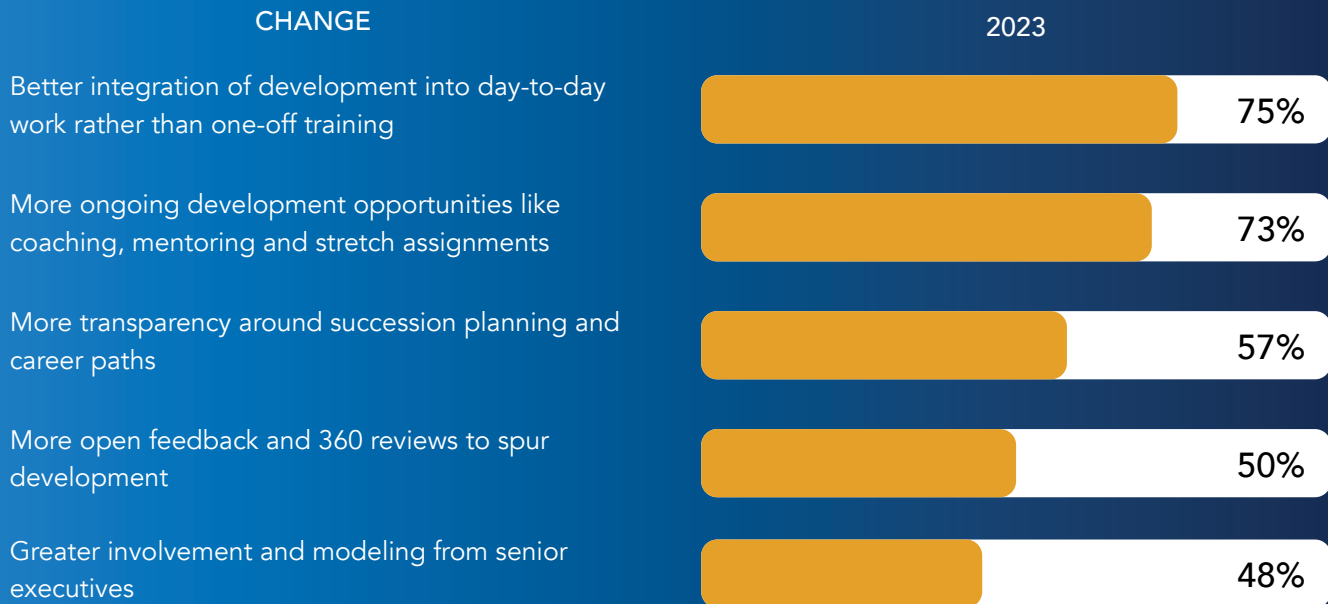 CHANGE
2023
Better integration of development into day-to-day
work rather than one-off training
75%
More ongoing development opportunities like
coaching, mentoring and stretch assignments
73%
More transparency around succession planning and
career paths
57%
More open feedback and 360 reviews to spur
development
50%
Greater involvement and modeling from senior
executives
48%